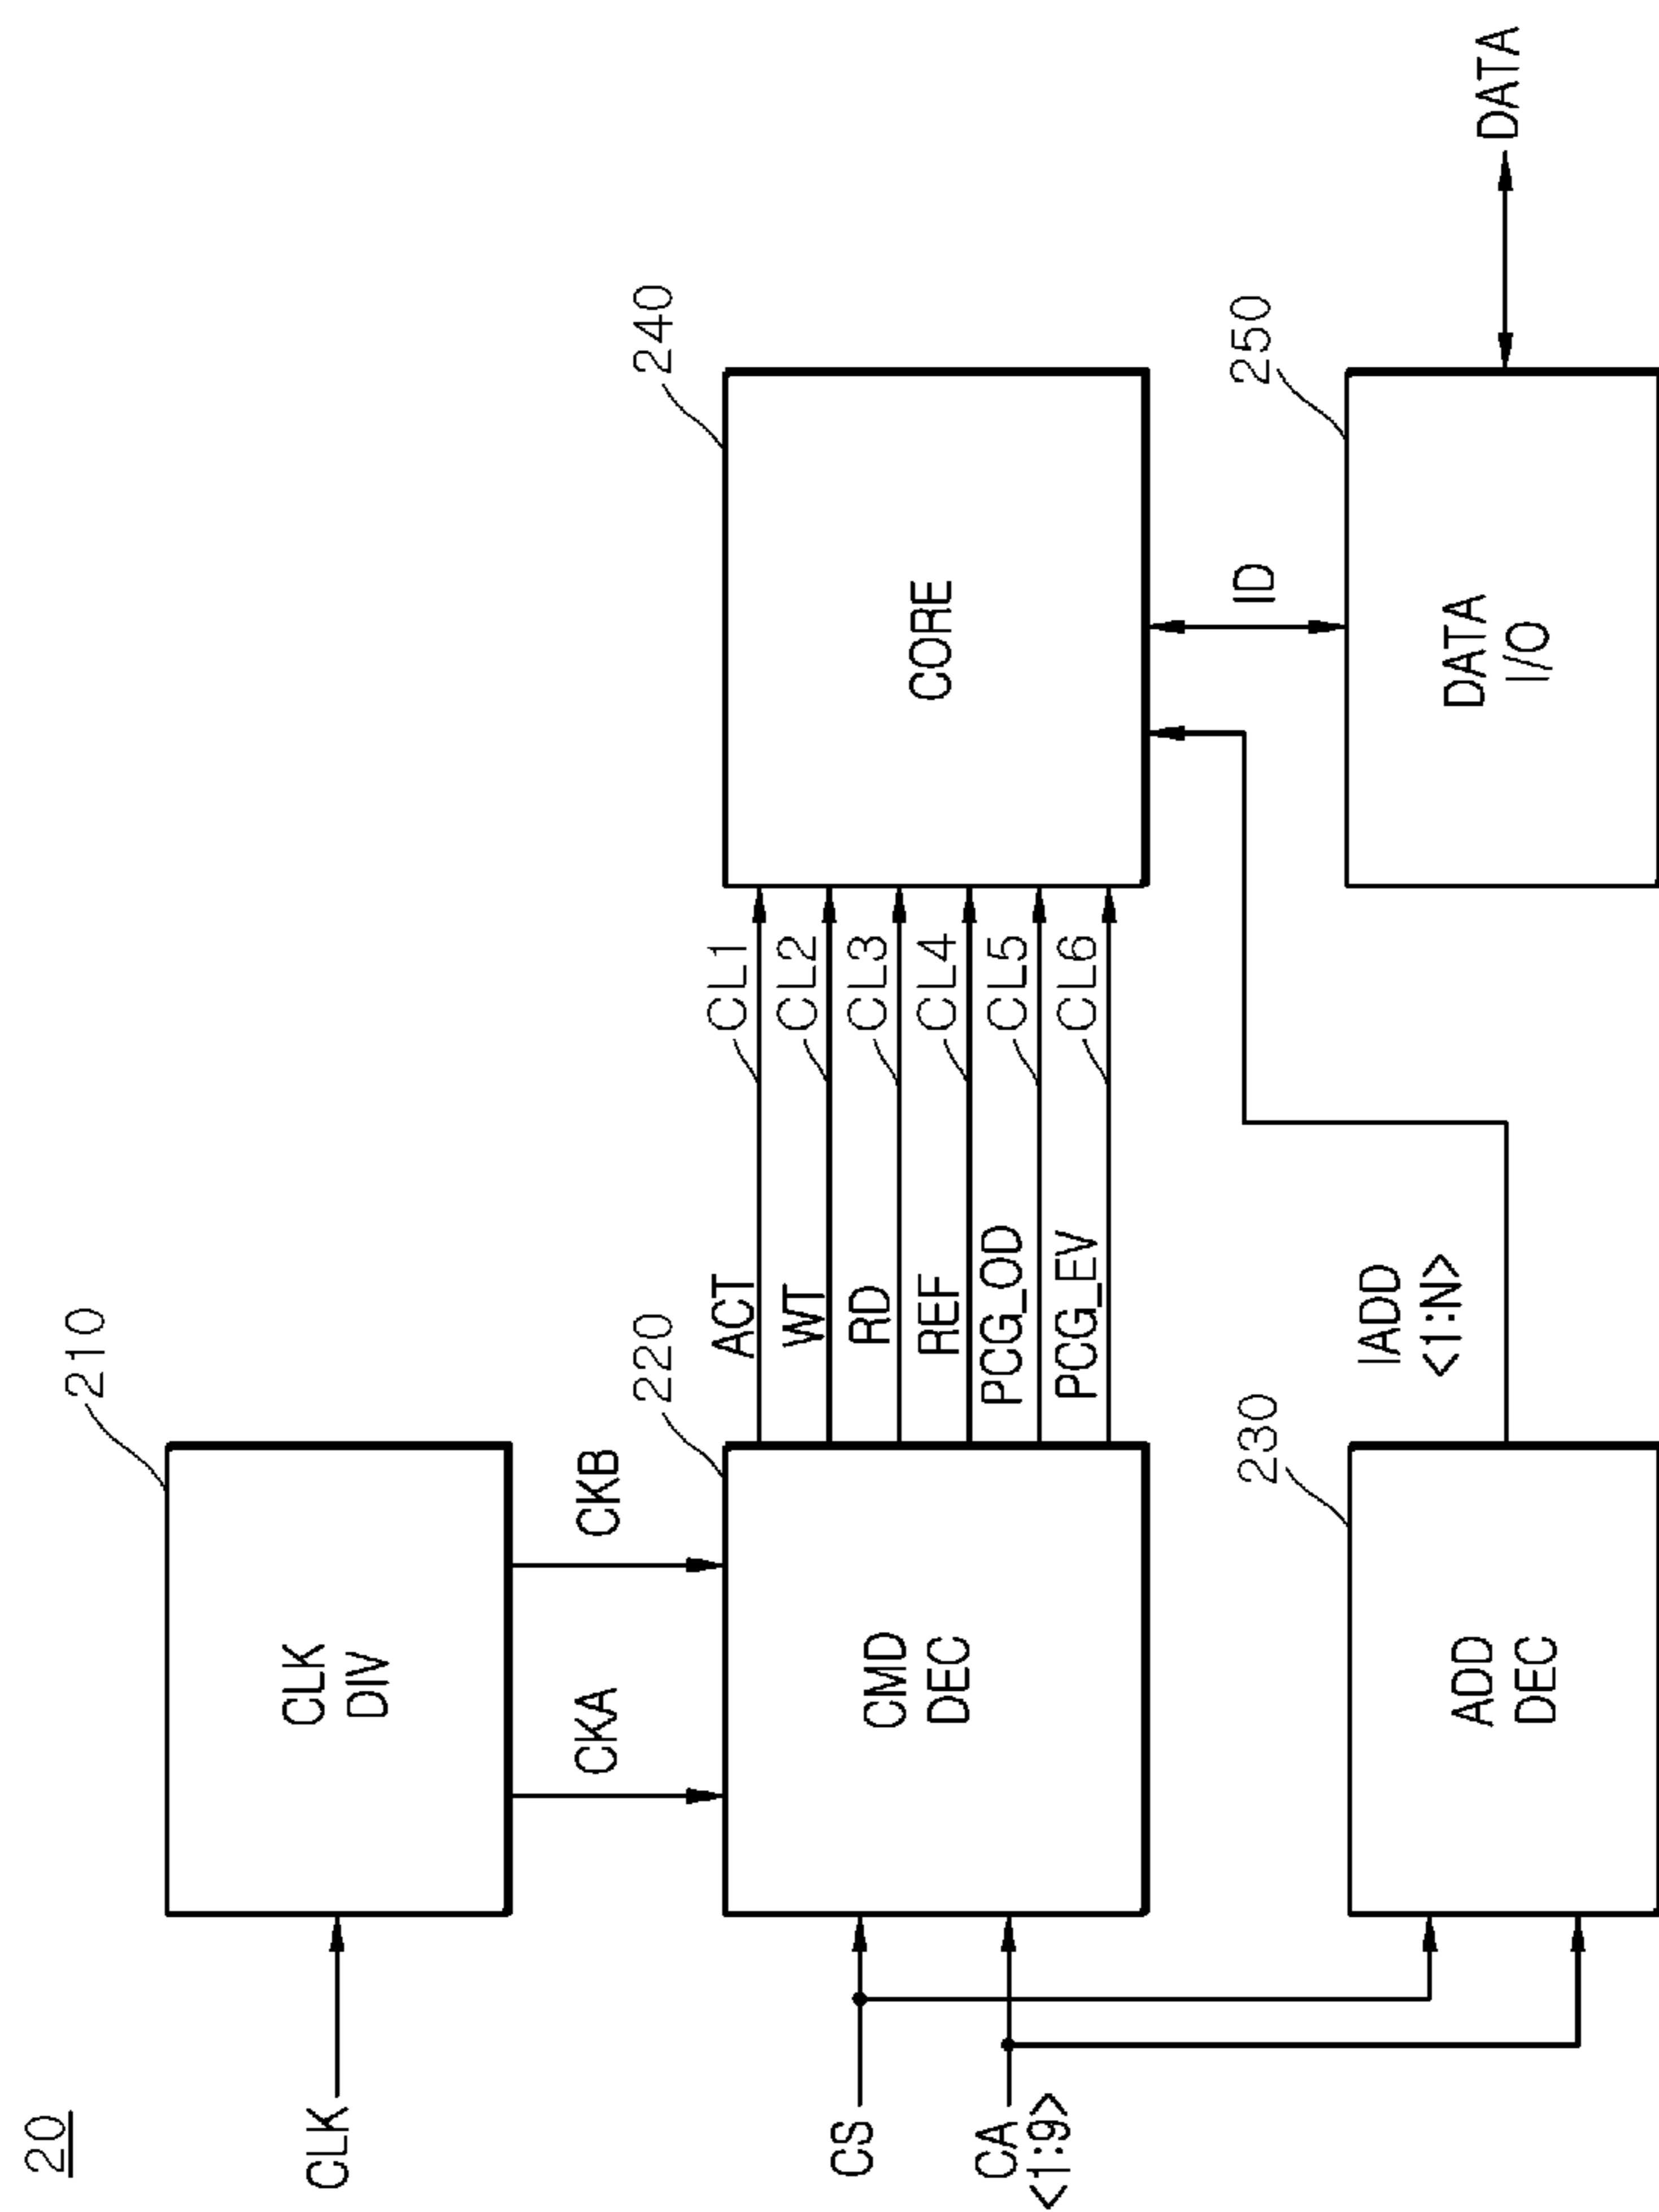 20
210
CLK
CLK
DIV
CKA
CKB
220
240
CS
CA
<1:9>
CMD
DEC
ACT
CL1
WT
CL2
RD
CL3
REF
CL4
PCG_OD
CL5
PCG_EV
CL6
CORE
230
250
ADD
DEC
IADD
<1:N>
ID
DATA
I/O
DATA